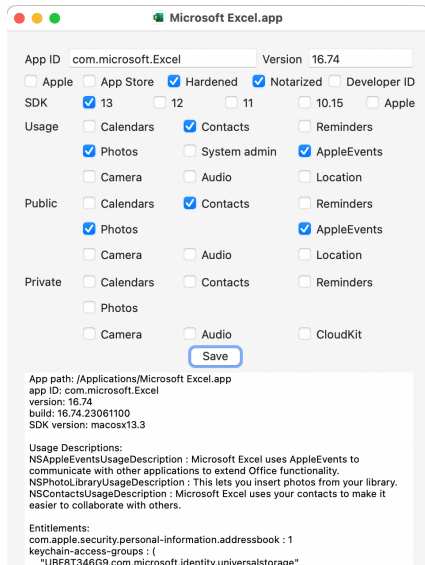 Microsoft Excel.app
App ID com.microsoft.Excel Version 16.74
Apple App Store Hardened Notarized Developer ID
SDK 13 12 11 10.15 Apple
Usage Calendars Contacts Reminders
Photos System admin AppleEvents
Camera Audio Location
Public Calendars Contacts Reminders
Photos AppleEvents
Camera Audio Location
Private Calendars Contacts Reminders
Photos
Camera Audio CloudKit
Save
App path: /Applications/Microsoft Excel.app
app ID: com.microsoft.Excel
version: 16.74
build: 16.74.23061100
SDK version: macosx13.3
Usage Descriptions:
NSAppleEventsUsageDescription : Microsoft Excel uses AppleEvents to
communicate with other applications to extend Office functionality.
NSPhotoLibraryUsageDescription : This lets you insert photos from your library.
NSContactsUsageDescription : Microsoft Excel uses your contacts to make it
easier to collaborate with others.
Entitlements:
com.apple.security.personal-information.addressbook : 1
keychain-access-groups : (
"UBF8T346G9.com.microsoft.identity.universalstorage"